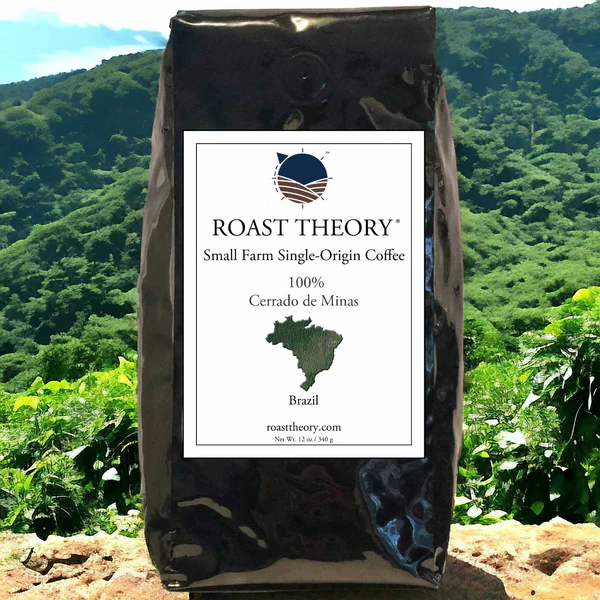 ™
ROAST THEORY®
Small Farm Single-Origin Coffee
100%
Cerrado de Minas
Brazil
roasttheory.com
Net Wt. 12 oz / 340 g